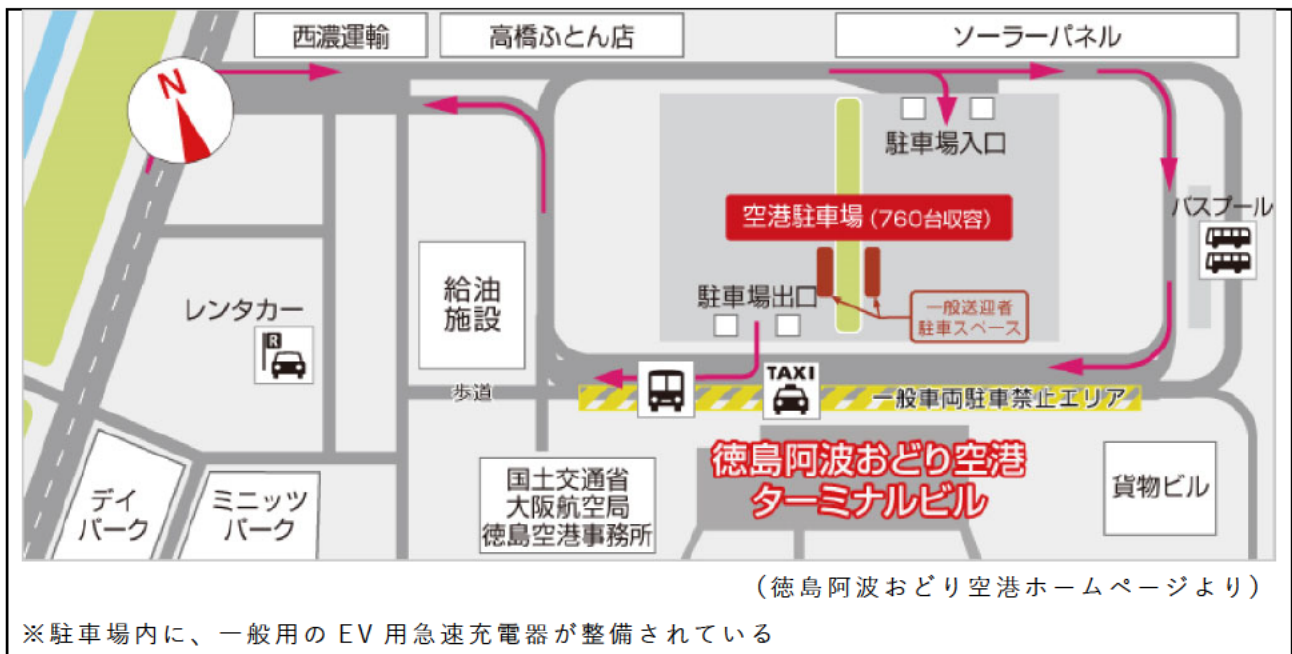 西濃運輸
高橋ふとん店
ソーラーパネル
N
駐車場入口
バスプール
空港駐車場 (760台収容)
レンタカー
R
給油
施設
駐車場出口
一般送迎者
駐車スペース
歩道
TAXI
一般車両駐車禁止エリア
徳島阿波おどり空港
ターミナルビル
貨物ビル
デイ
パーク
ミニッツ
パーク
国土交通省
大阪航空局
徳島空港事務所
（徳島阿波おどり空港ホームページより）
※駐車場内に、一般用の EV 用急速充電器が整備されている